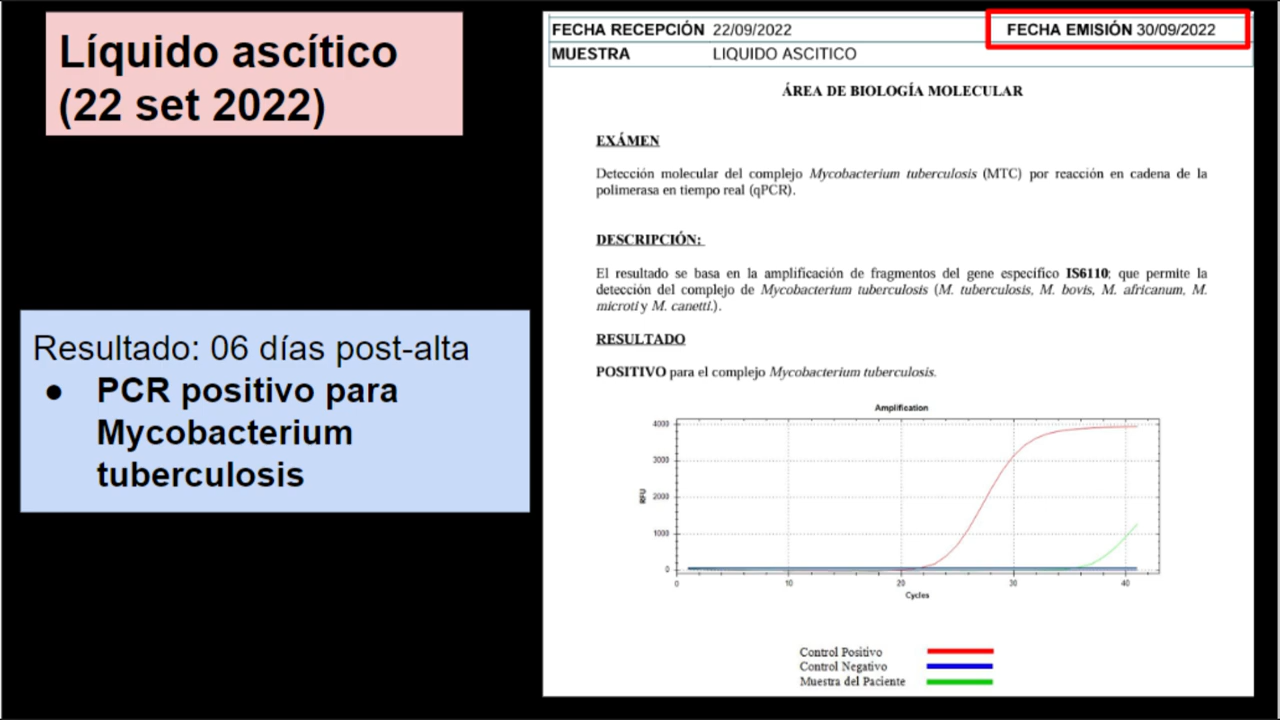 Líquido ascítico
(22 set 2022)
Resultado: 06 días post-alta
● PCR positivo para
Mycobacterium
tuberculosis
FECHA RECEPCIÓN 22/09/2022 FECHA EMISIÓN 30/09/2022
MUESTRA LIQUIDO ASCITICO
ÁREA DE BIOLOGÍA MOLECULAR
EXÁMEN
Detección molecular del complejo Mycobacterium tuberculosis (MTC) por reacción en cadena de la
polimerasa en tiempo real (qPCR).
DESCRIPCIÓN:
El resultado se basa en la amplificación de fragmentos del gene específico IS6110; que permite la
detección del complejo de Mycobacterium tuberculosis (M. tuberculosis, M. bovis, M. africanum, M.
microti y M. canetti.).
RESULTADO
POSITIVO para el complejo Mycobacterium tuberculosis.
Amplification
4000
3000
2000
1000
0
RFU
0 10 20 30 40
Cycles
Control Positivo
Control Negativo
Muestra del Paciente